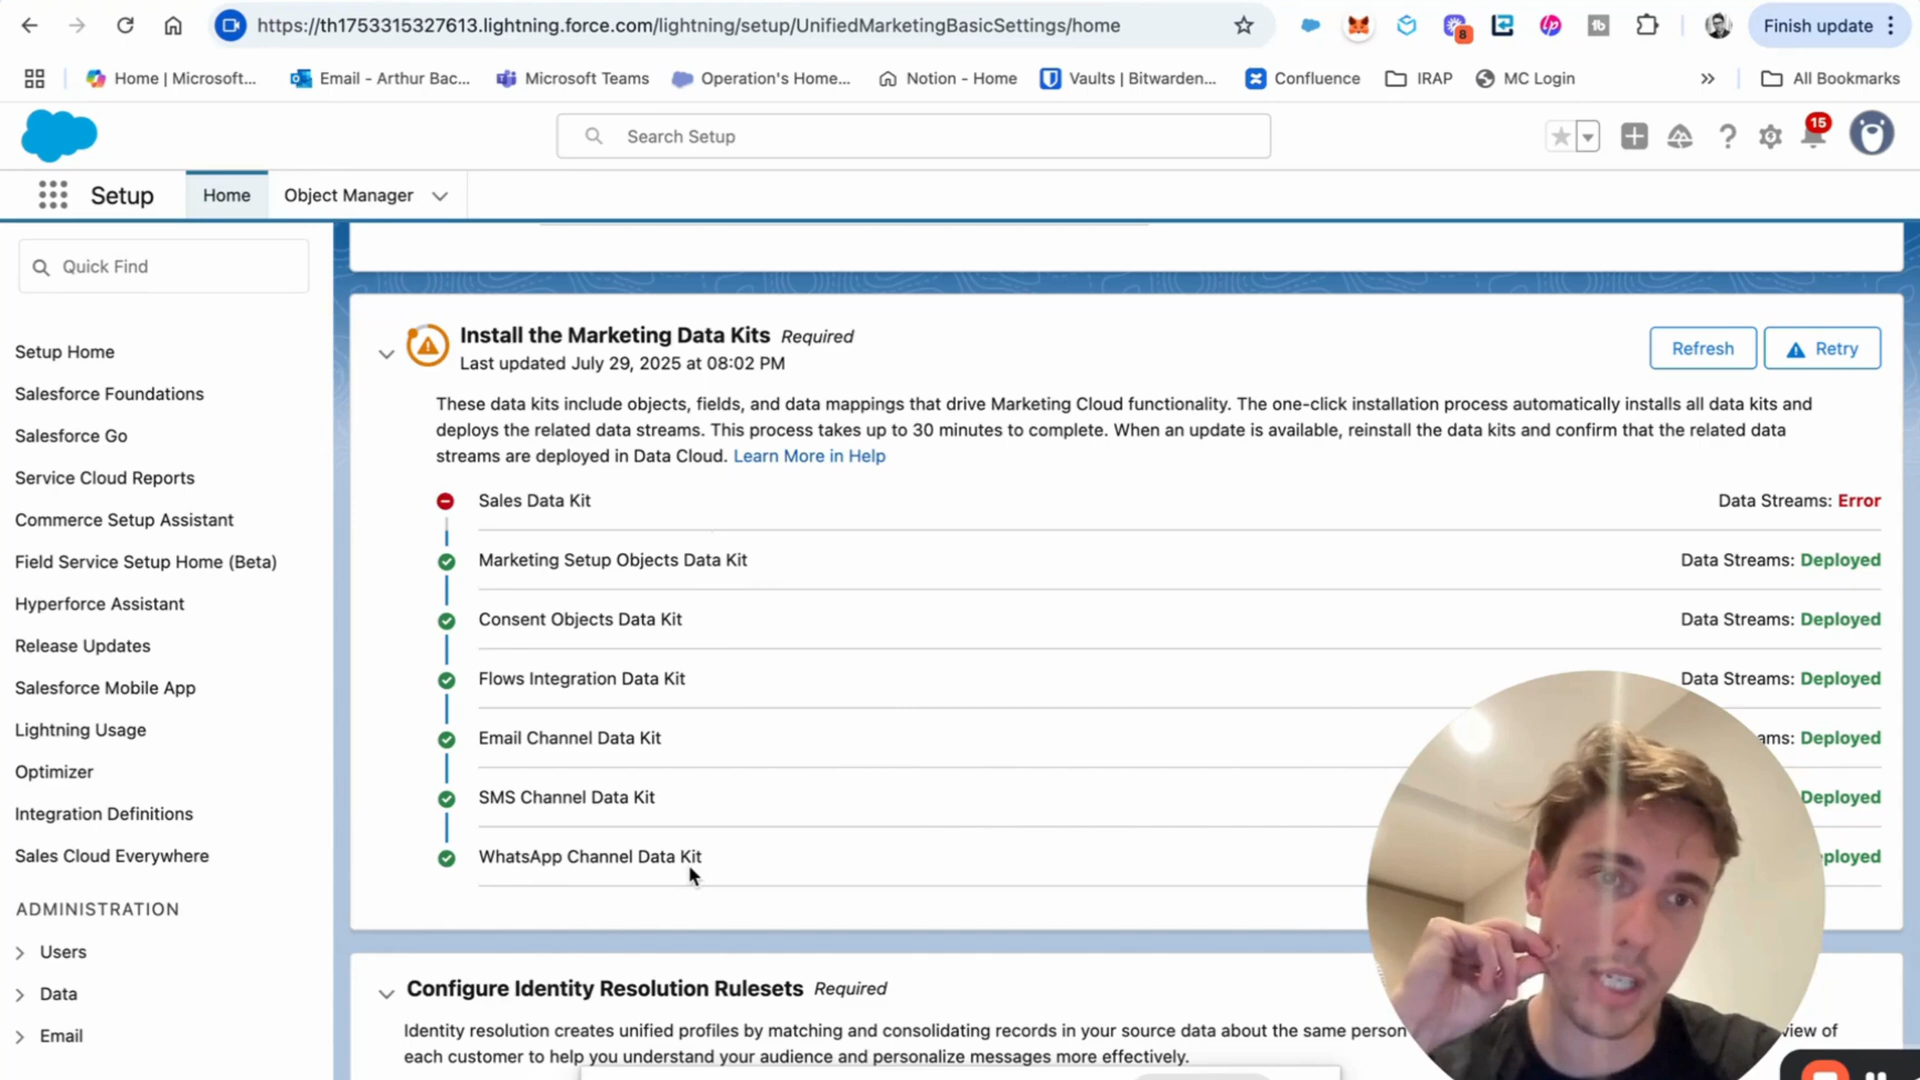 https://th1753315327613.lightning.force.com/lightning/setup/UnifiedMarketingBasicSettings/home
8
Finish update
Home | Microsoft...
Email - Arthur Bac...
Microsoft Teams
Operation's Home...
Notion - Home
Vaults | Bitwarden...
Confluence
IRAP
MC Login
»
All Bookmarks
Search Setup
15
Setup
Home
Object Manager
Quick Find
Setup Home
Salesforce Foundations
Salesforce Go
Service Cloud Reports
Commerce Setup Assistant
Field Service Setup Home (Beta)
Hyperforce Assistant
Release Updates
Salesforce Mobile App
Lightning Usage
Optimizer
Integration Definitions
Sales Cloud Everywhere
ADMINISTRATION
Users
Data
Email
Install the Marketing Data Kits Required
Last updated July 29, 2025 at 08:02 PM
Refresh
Retry
These data kits include objects, fields, and data mappings that drive Marketing Cloud functionality. The one-click installation process automatically installs all data kits and
deploys the related data streams. This process takes up to 30 minutes to complete. When an update is available, reinstall the data kits and confirm that the related data
streams are deployed in Data Cloud. Learn More in Help
Sales Data Kit
Data Streams: Error
Marketing Setup Objects Data Kit
Data Streams: Deployed
Consent Objects Data Kit
Data Streams: Deployed
Flows Integration Data Kit
Data Streams: Deployed
Email Channel Data Kit
ams: Deployed
SMS Channel Data Kit
Deployed
WhatsApp Channel Data Kit
ployed
Configure Identity Resolution Rulesets Required
Identity resolution creates unified profiles by matching and consolidating records in your source data about the same person
view of
each customer to help you understand your audience and personalize messages more effectively.